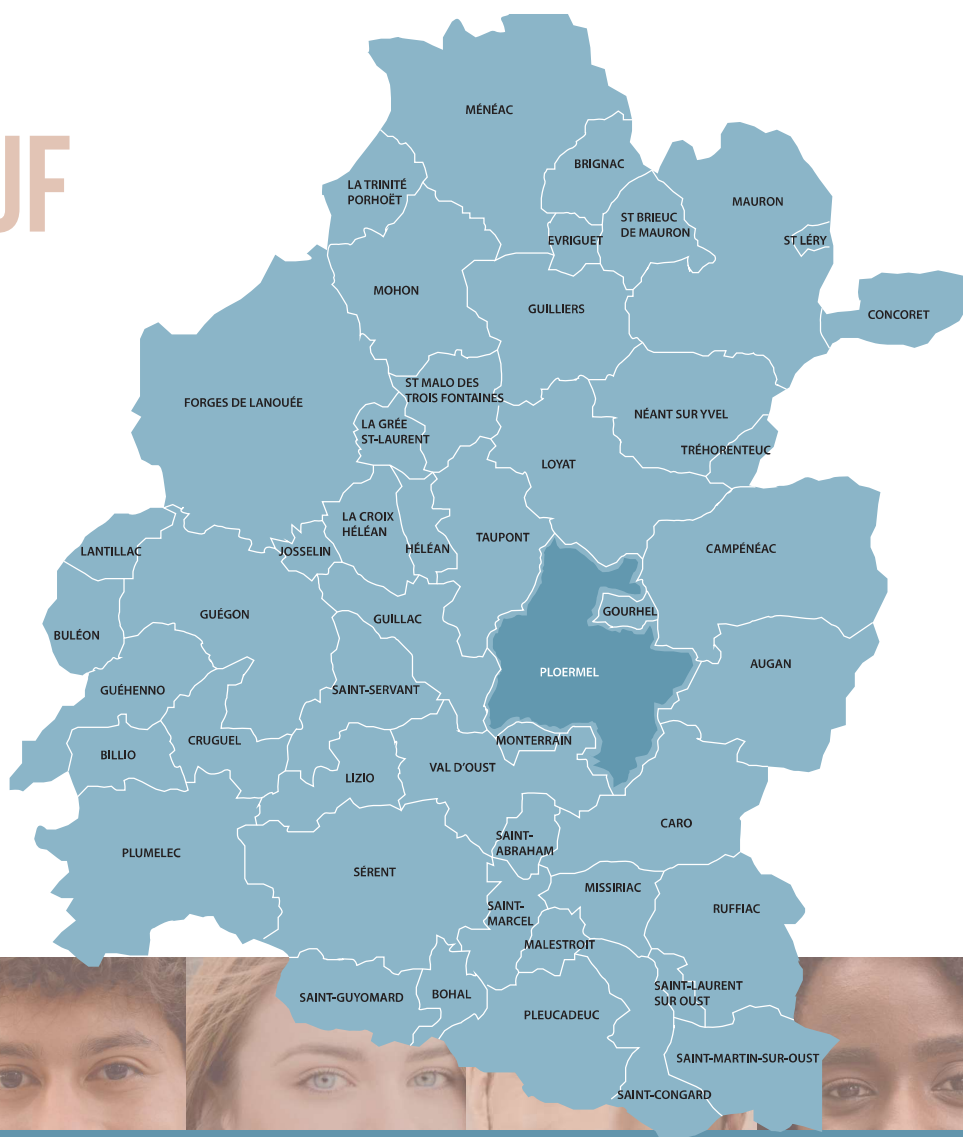 UF
MÉNÉAC
BRIGNAC
LA TRINITÉ
PORHOËT
MAURON
ST BRIEUC
DE MAURON
EVRIGUET
ST LÉRY
MOHON
GUILLIERS
CONCORET
ST MALO DES
TROIS FONTAINES
FORGES DE LANOUÉE
NÉANT SUR YVEL
LA GRÉE
ST-LAURENT
TRÉHORENTEUC
LOYAT
LA CROIX
HÉLÉAN
TAUPONT
LANTILLAC
JOSSELIN
HÉLÉAN
CAMPÉNÉAC
GUÉGON
GUILLAC
GOURHEL
BULÉON
AUGAN
PLOERMEL
GUÉHENNO
SAINT-SERVANT
CRUGUEL
MONTERRAIN
BILLIO
LIZIO
VAL D'OUST
CARO
SAINT-
ABRAHAM
PLUMELEC
SÉRENT
MISSIRIAC
SAINT-
MARCEL
RUFFIAC
MALESTROIT
SAINT-LAURENT
SUR OUST
SAINT-GUYOMARD
BOHAL
PLEUCADEUC
SAINT-MARTIN-SUR-OUST
SAINT-CONGARD